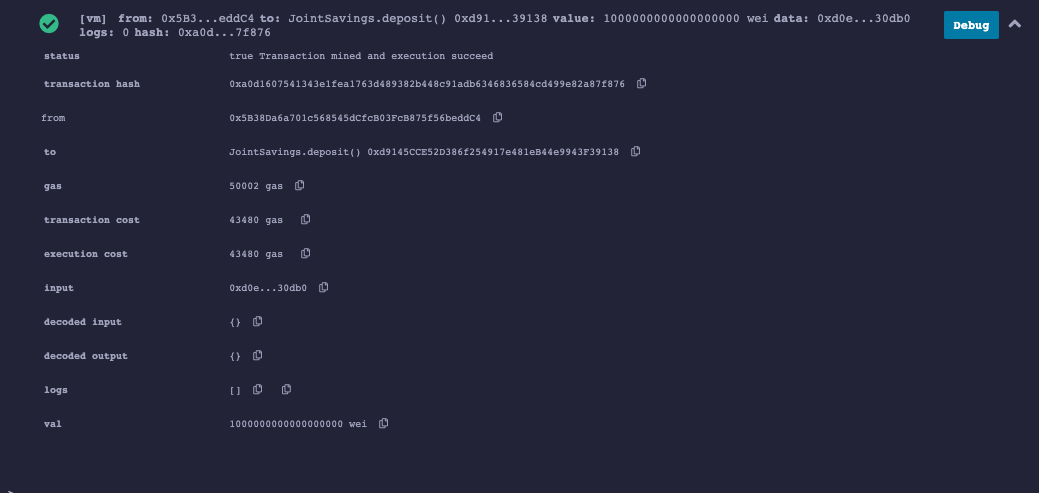 [vm] from: 0x5B3...eddC4 to: JointSavings.deposit() 0xd91...39138 value: 1000000000000000000 wei data: 0xd0e...30db0
logs: 0 hash: 0xa0d...7f876
Debug
status true Transaction mined and execution succeed
transaction hash 0xa0d1607541343e1fea1763d489382b448c91adb6346836584cd499e82a87f876
from 0x5B38Da6a701c568545dCfcB03FcB875f56beddC4
to JointSavings.deposit() 0xd9145CCE52D386f254917e481eB44e9943F39138
gas 50002 gas
transaction cost 43480 gas
execution cost 43480 gas
input 0xd0e...30db0
decoded input {}
decoded output {}
logs []
val 1000000000000000000 wei